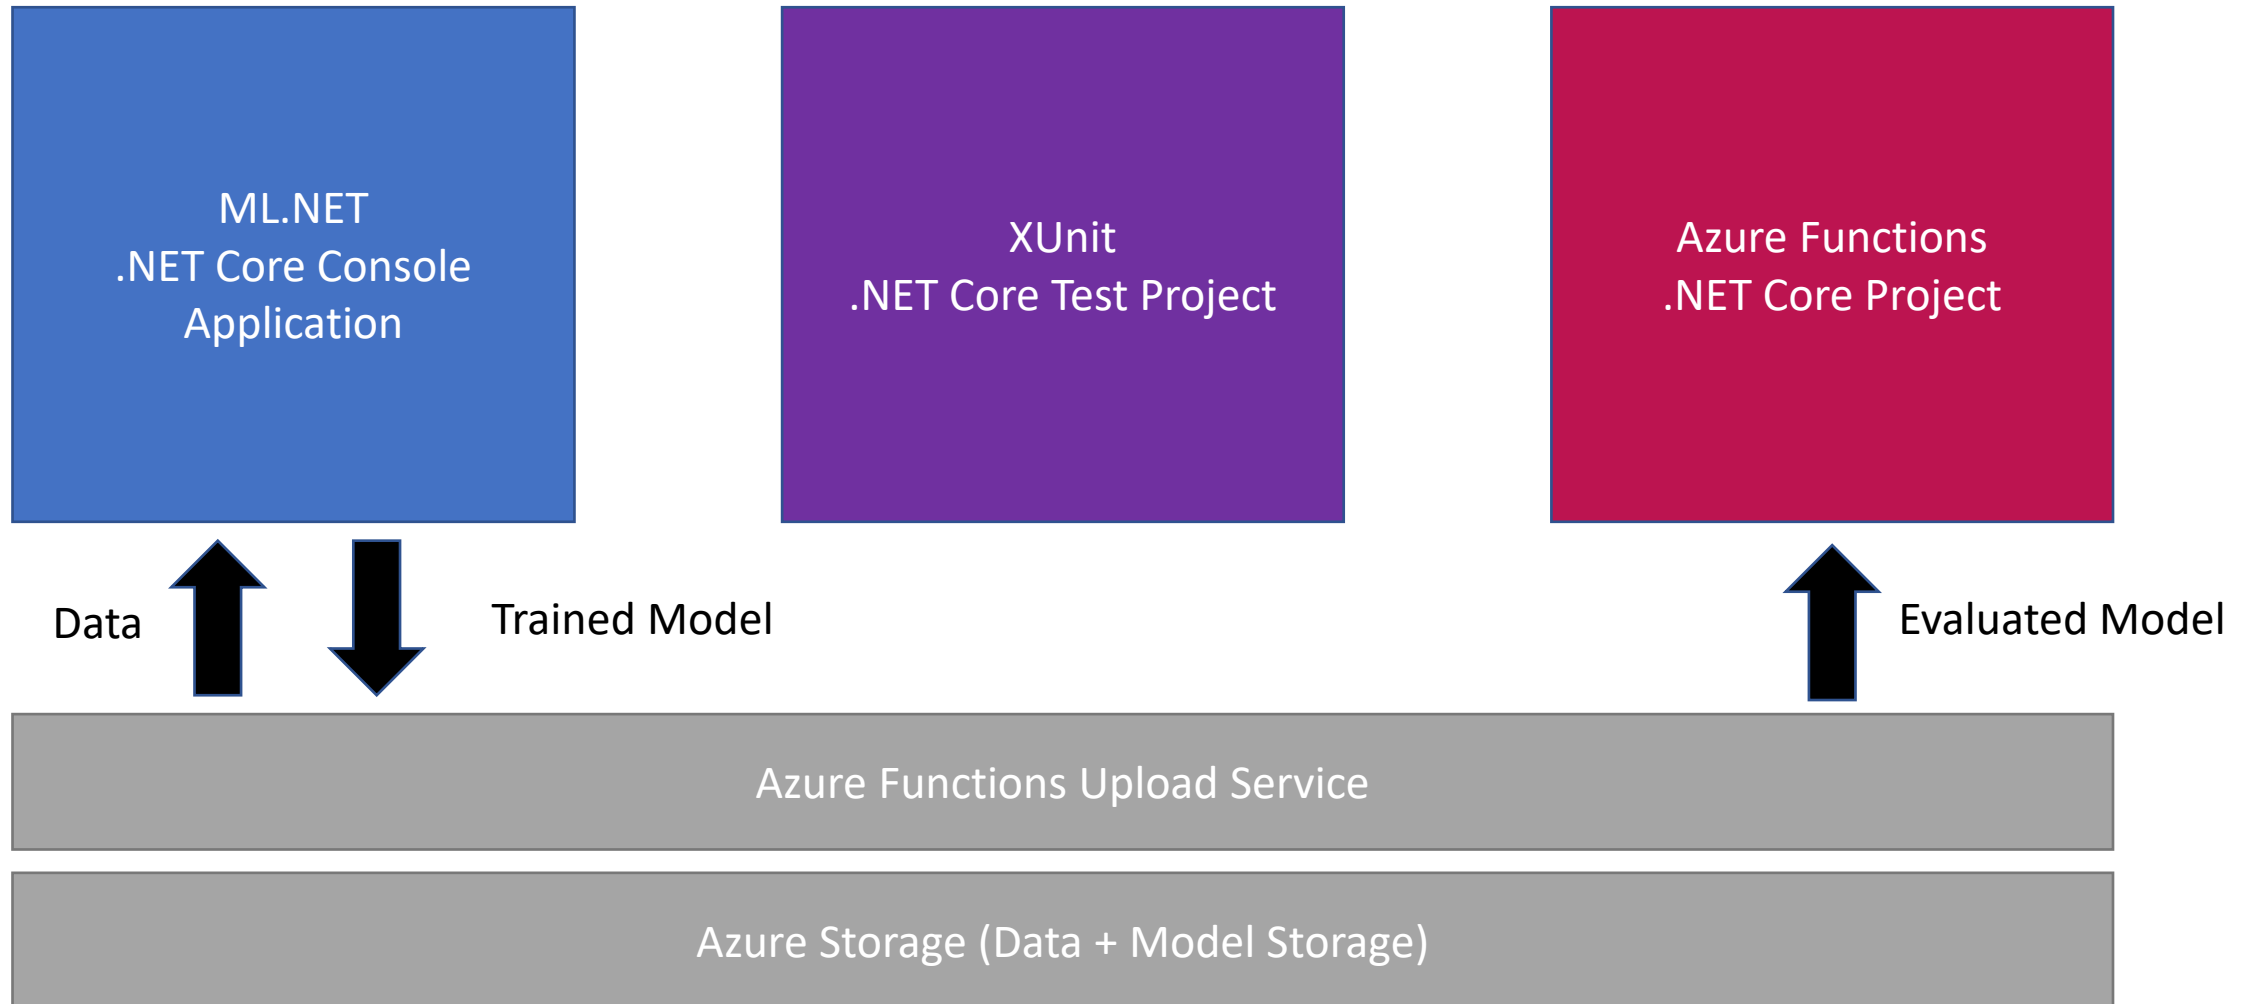 ML.NET
.NET Core Console
Application
XUnit
.NET Core Test Project
Azure Functions
.NET Core Project
Data
Trained Model
Evaluated Model
Azure Functions Upload Service
Azure Storage (Data + Model Storage)